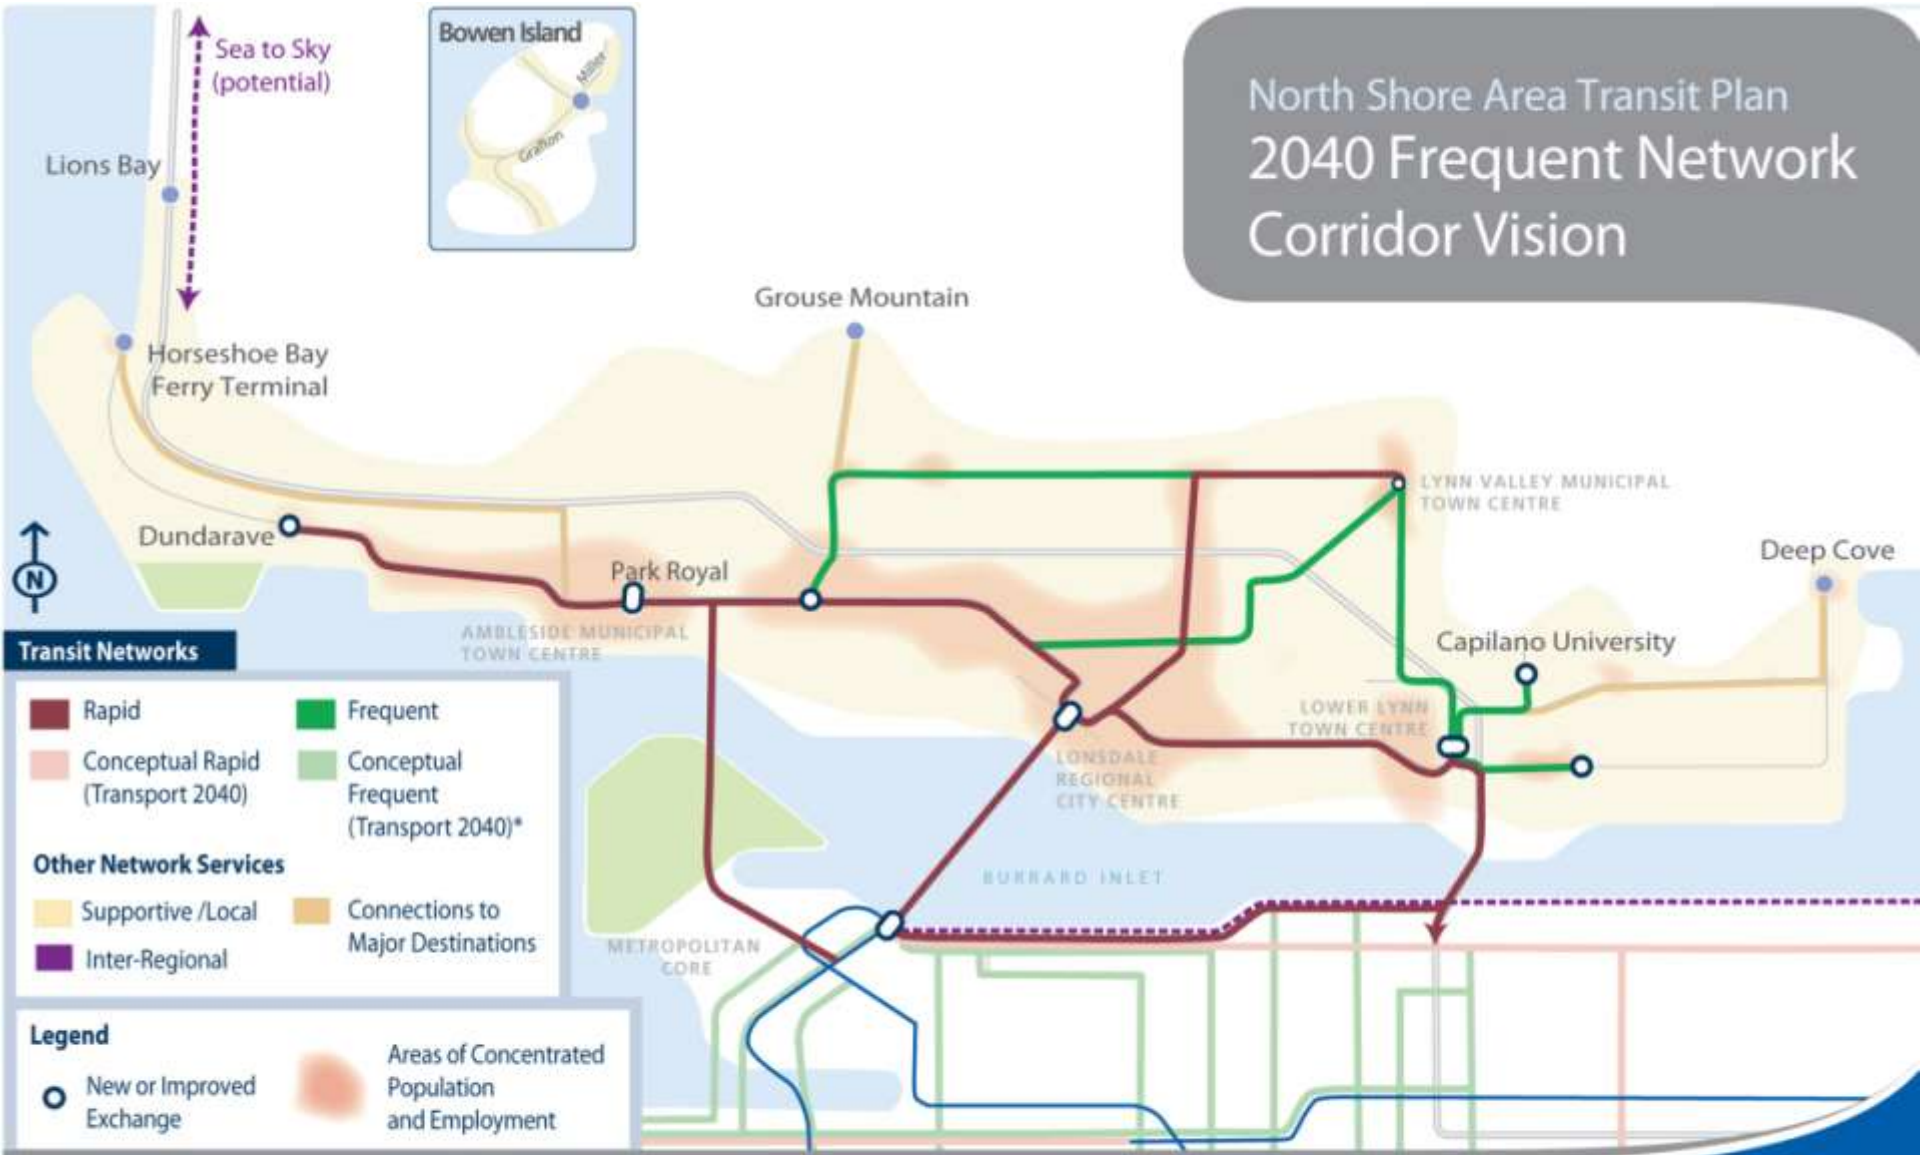 North Shore Area Transit Plan
2040 Frequent Network
Corridor Vision
Sea to Sky
(potential)
Bowen Island
Miller
Grafton
Lions Bay
Grouse Mountain
Horseshoe Bay
Ferry Terminal
LYNN VALLEY MUNICIPAL
TOWN CENTRE
Dundarave
Park Royal
Deep Cove
N
AMBLESIDE MUNICIPAL
TOWN CENTRE
Capilano University
LOWER LYNN
TOWN CENTRE
LONSDALE
REGIONAL
CITY CENTRE
BURRARD INLET
METROPOLITAN
CORE
Transit Networks
Rapid
Frequent
Conceptual Rapid
(Transport 2040)
Conceptual
Frequent
(Transport 2040)*
Other Network Services
Supportive /Local
Connections to
Major Destinations
Inter-Regional
Legend
New or Improved
Exchange
Areas of Concentrated
Population
and Employment